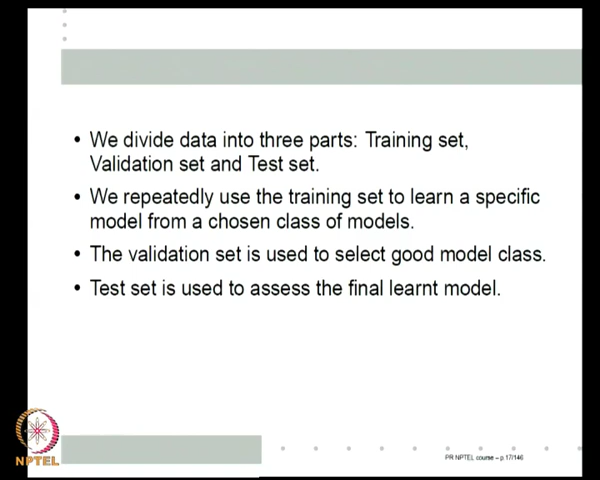 • We divide data into three parts: Training set,
Validation set and Test set.
• We repeatedly use the training set to learn a specific
model from a chosen class of models.
• The validation set is used to select good model class.
• Test set is used to assess the final learnt model.
NPTEL
PR NPTEL course – p.17/146